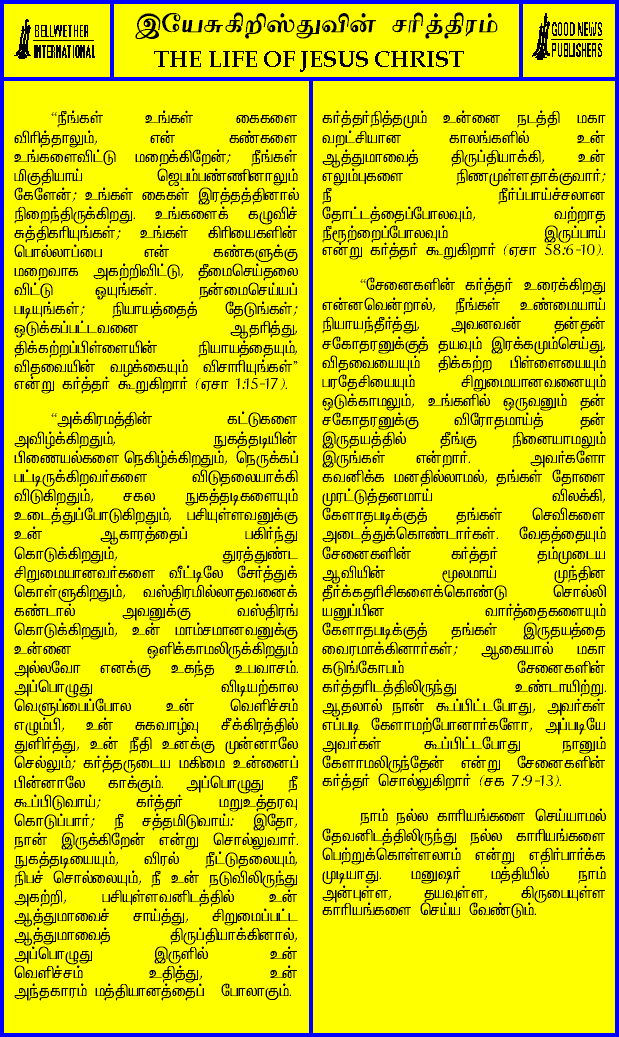 BELLWETHER
INTERNATIONAL
இயேசுகிறிஸ்துவின் சரித்திரம்
THE LIFE OF JESUS CHRIST
GOOD NEWS
PUBLISHERS
“நீங்கள் உங்கள் கைகளை
விரித்தாலும், என் கண்களை
உங்களைவிட்டு மறைக்கிறேன்; நீங்கள்
மிகுதியாய் ஜெபம்பண்ணினாலும்
கேளேன்; உங்கள் கைகள் இரத்தத்தினால்
நிறைந்திருக்கிறது. உங்களைக் கழுவிச்
சுத்திகரியுங்கள்; உங்கள் கிரியைகளின்
பொல்லாப்பை என் கண்களுக்கு
மறைவாக அகற்றிவிட்டு, தீமைசெய்தலை
விட்டு ஓயுங்கள். நன்மைசெய்யப்
படியுங்கள்; நியாயத்தைத் தேடுங்கள்;
ஒடுக்கப்பட்டவனை ஆதரித்து,
திக்கற்றப்பிள்ளையின் நியாயத்தையும்,
விதவையின் வழக்கையும் விசாரியுங்கள்”
என்று கர்த்தர் கூறுகிறார் (ஏசா 1:15-17).
“அக்கிரமத்தின் கட்டுகளை
அவிழ்க்கிறதும், நுகத்தடியின்
பிணையல்களை நெகிழ்க்கிறதும், நெருக்கப்
பட்டிருக்கிறவர்களை விடுதலையாக்கி
விடுகிறதும், சகல நுகத்தடிகளையும்
உடைத்துப்போடுகிறதும், பசியுள்ளவனுக்கு
உன் ஆகாரத்தைப் பகிர்ந்து
கொடுக்கிறதும், துரத்துண்ட
சிறுமையானவர்களை வீட்டிலே சேர்த்துக்
கொள்ளுகிறதும், வஸ்திரமில்லாதவனைக்
கண்டால் அவனுக்கு வஸ்திரங்
கொடுக்கிறதும், உன் மாம்சமானவனுக்கு
உன்னை ஒளிக்காமலிருக்கிறதும்
அல்லவோ எனக்கு உகந்த உபவாசம்.
அப்பொழுது விடியற்கால
வெளுப்பைப்போல உன் வெளிச்சம்
எழும்பி, உன் சுகவாழ்வு சீக்கிரத்தில்
துளிர்த்து, உன் நீதி உனக்கு முன்னாலே
செல்லும்; கர்த்தருடைய மகிமை உன்னைப்
பின்னாலே காக்கும். அப்பொழுது நீ
கூப்பிடுவாய்; கர்த்தர் மறுஉத்தரவு
கொடுப்பார்; நீ சத்தமிடுவாய்: இதோ,
நான் இருக்கிறேன் என்று சொல்லுவார்.
நுகத்தடியையும், விரல் நீட்டுதலையும்,
நிபச் சொல்லையும், நீ உன் நடுவிலிருந்து
அகற்றி, பசியுள்ளவனிடத்தில் உன்
ஆத்துமாவைச் சாய்த்து, சிறுமைப்பட்ட
ஆத்துமாவைத் திருப்தியாக்கினால்,
அப்பொழுது இருளில் உன்
வெளிச்சம் உதித்து, உன்
அந்தகாரம் மத்தியானத்தைப் போலாகும்.
கர்த்தர்நித்தமும் உன்னை நடத்தி மகா
வறட்சியான காலங்களில் உன்
ஆத்துமாவைத் திருப்தியாக்கி, உன்
எலும்புகளை நிணமுள்ளதாக்குவார்;
நீ நீர்ப்பாய்ச்சலான
தோட்டத்தைப்போலவும், வற்றாத
நீரூற்றைப்போலவும் இருப்பாய்
என்று கர்த்தர் கூறுகிறார் (ஏசா 58:6-10).
“சேனைகளின் கர்த்தர் உரைக்கிறது
என்னவென்றால், நீங்கள் உண்மையாய்
நியாயந்தீர்த்து, அவனவன் தன்தன்
சகோதரனுக்குத் தயவும் இரக்கமும்செய்து,
விதவையையும் திக்கற்ற பிள்ளையையும்
பரதேசியையும் சிறுமையானவனையும்
ஒடுக்காமலும், உங்களில் ஒருவனும் தன்
சகோதரனுக்கு விரோதமாய்த் தன்
இருதயத்தில் தீங்கு நினையாமலும்
இருங்கள் என்றார். அவர்களோ
கவனிக்க மனதில்லாமல், தங்கள் தோளை
முரட்டுத்தனமாய் விலக்கி,
கேளாதபடிக்குத் தங்கள் செவிகளை
அடைத்துக்கொண்டார்கள். வேதத்தையும்
சேனைகளின் கர்த்தர் தம்முடைய
ஆவியின் மூலமாய் முந்தின
தீர்க்கதரிசிகளைக்கொண்டு சொல்லி
யனுப்பின வார்த்தைகளையும்
கேளாதபடிக்குத் தங்கள் இருதயத்தை
வைரமாக்கினார்கள்; ஆகையால் மகா
கடுங்கோபம் சேனைகளின்
கர்த்தரிடத்திலிருந்து உண்டாயிற்று.
ஆதலால் நான் கூப்பிட்டபோது, அவர்கள்
எப்படி கேளாமற்போனார்களோ, அப்படியே
அவர்கள் கூப்பிட்டபோது நானும்
கேளாமலிருந்தேன் என்று சேனைகளின்
கர்த்தர் சொல்லுகிறார் (சக 7:9-13).
நாம் நல்ல காரியங்களை செய்யாமல்
தேவனிடத்திலிருந்து நல்ல காரியங்களை
பெற்றுக்கொள்ளலாம் என்று எதிர்பார்க்க
முடியாது. மனுஷர் மத்தியில் நாம்
அன்புள்ள, தயவுள்ள, கிருபையுள்ள
காரியங்களை செய்ய வேண்டும்.